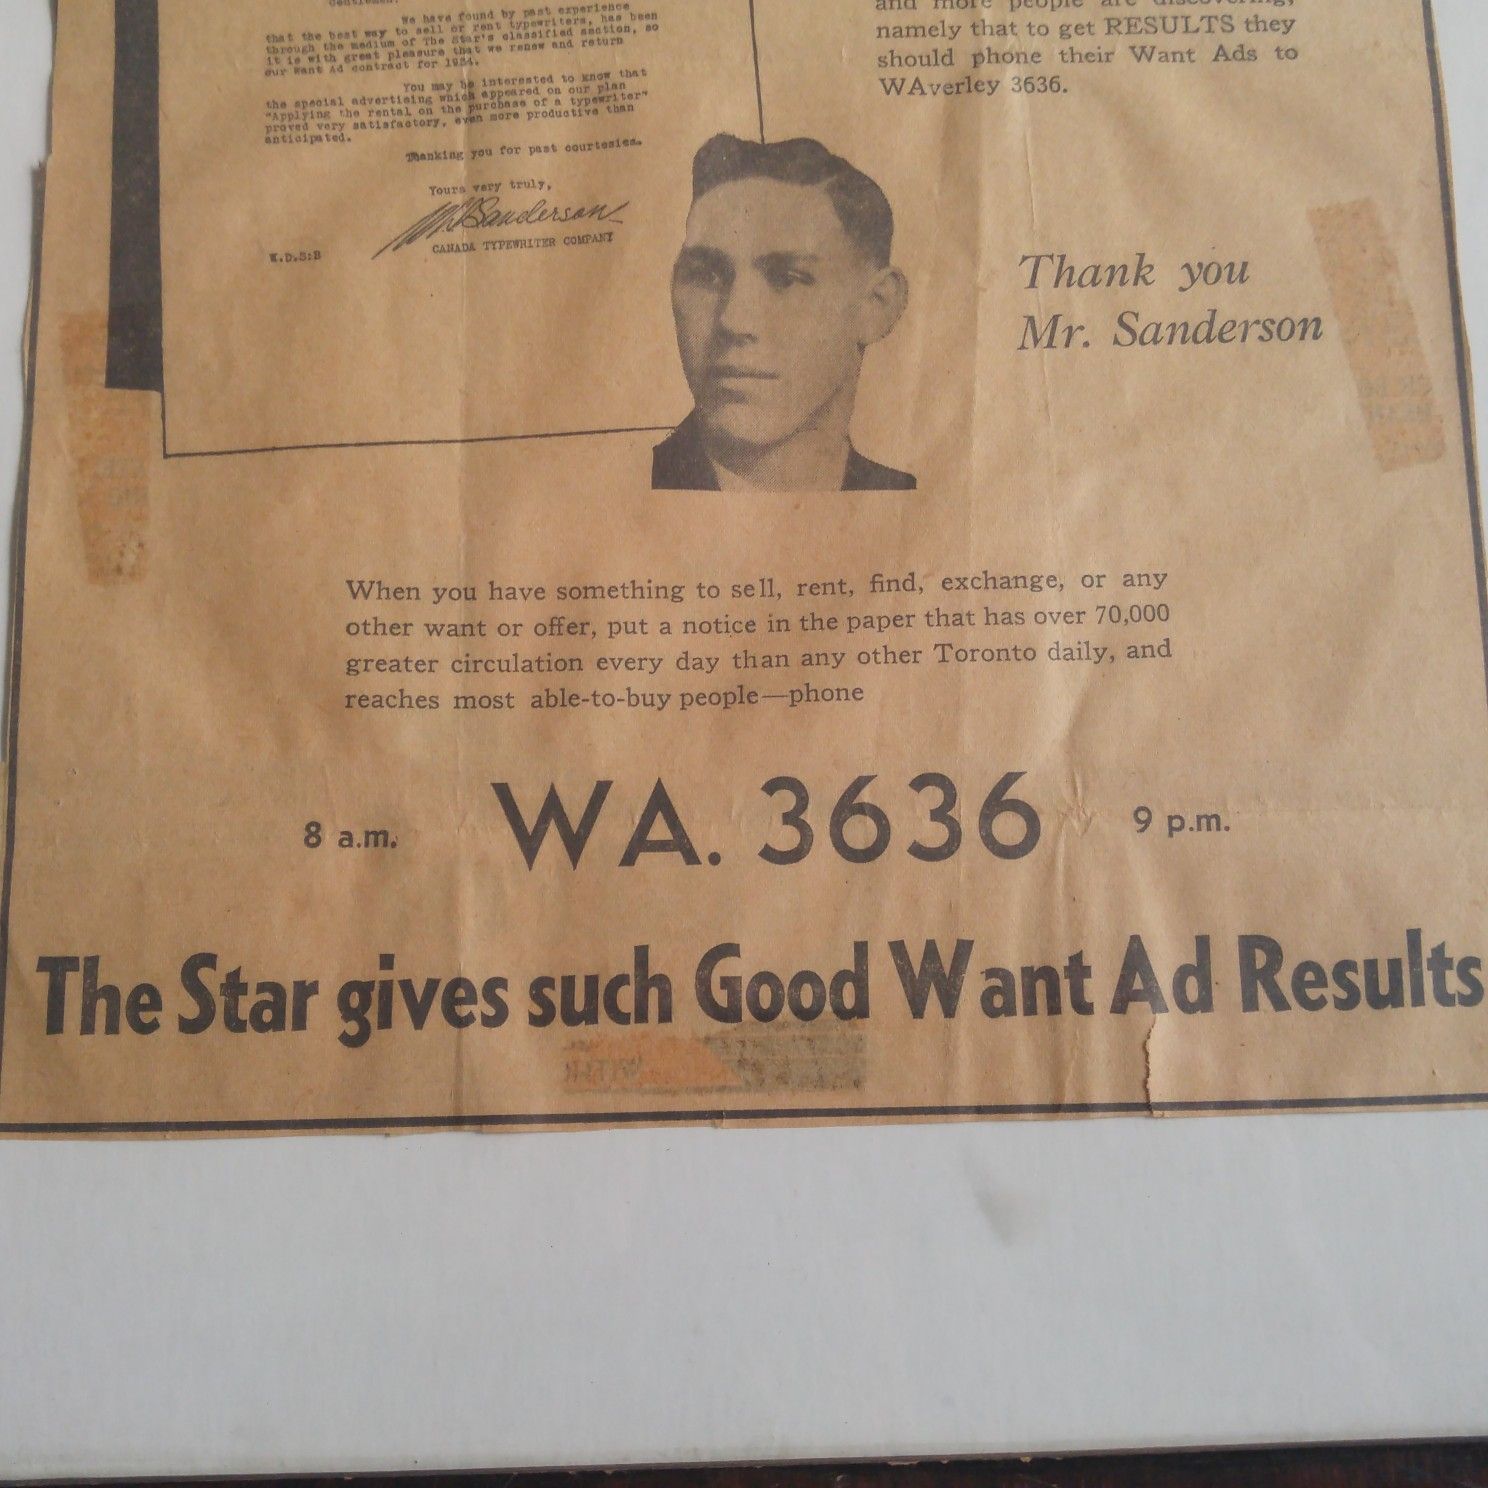 Gentlemen:
We have found by past experience
that the best way to sell or rent typewriters, has been
through the medium of The Star's classified section, so
it is with great pleasure that we renew and return
our Want Ad contract for 1934.
You may be interested to know that
the special advertising which appeared on our plan
"Applying the rental on the purchase of a typewriter"
proved very satisfactory, even more productive than
anticipated.
Thanking you for past courtesies.
Yours very truly,
Sanderson
CANADA TYPEWRITER COMPANY
W.D.S:B
and more people are discovering,
namely that to get RESULTS they
should phone their Want Ads to
WAverley 3636.
Thank you
Mr. Sanderson
When you have something to sell, rent, find, exchange, or any
other want or offer, put a notice in the paper that has over 70,000
greater circulation every day than any other Toronto daily, and
reaches most able-to-buy people—phone
8 a.m. WA. 3636 9 p.m.
The Star gives such Good Want Ad Results